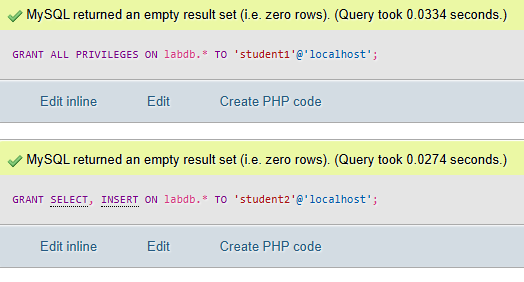 MySQL returned an empty result set (i.e. zero rows). (Query took 0.0334 seconds.)
GRANT ALL PRIVILEGES ON labdb.* TO 'student1'@'localhost';
Edit inline Edit Create PHP code
MySQL returned an empty result set (i.e. zero rows). (Query took 0.0274 seconds.)
GRANT SELECT, INSERT ON labdb.* TO 'student2'@'localhost';
Edit inline Edit Create PHP code